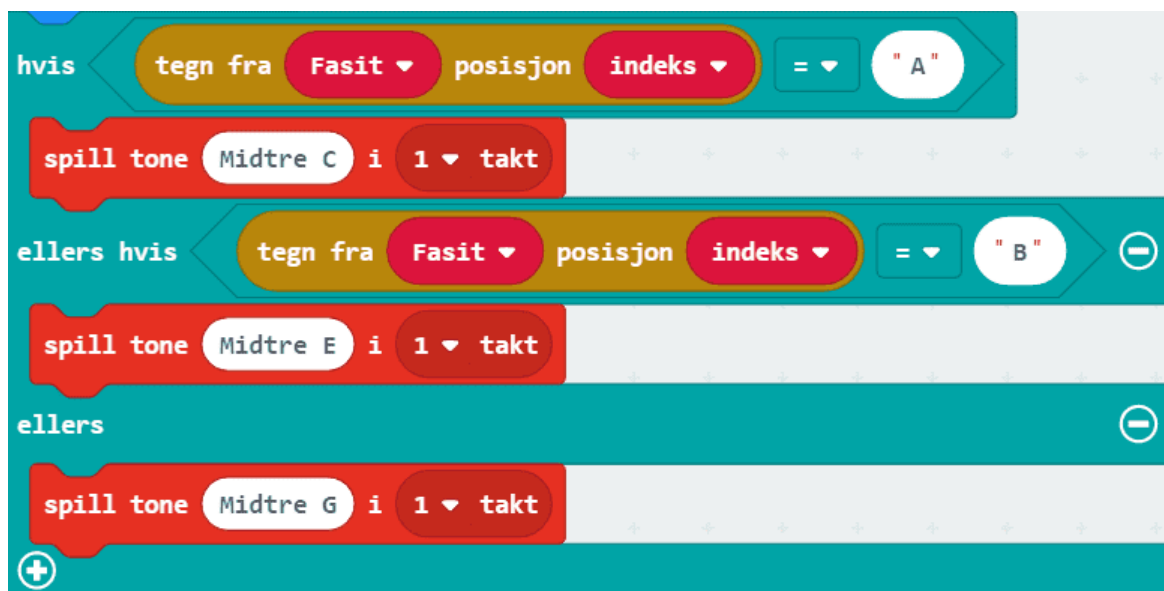 hvis tegn fra Fasit posisjon indeks = "A"
spill tone Midtre C i 1 takt
ellers hvis tegn fra Fasit posisjon indeks = "B"
spill tone Midtre E i 1 takt
ellers
spill tone Midtre G i 1 takt